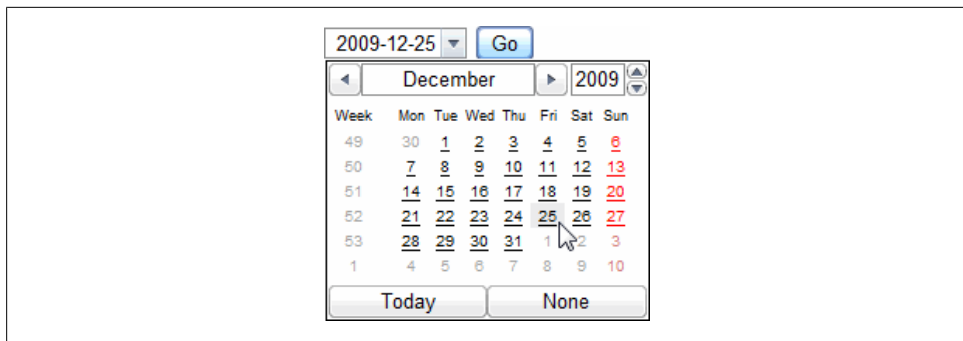 2009-12-25 Go
December 2009
Week Mon Tue Wed Thu Fri Sat Sun
49 30 1 2 3 4 5 6
50 7 8 9 10 11 12 13
51 14 15 16 17 18 19 20
52 21 22 23 24 25 26 27
53 28 29 30 31 1 2 3
1 4 5 6 7 8 9 10
Today None